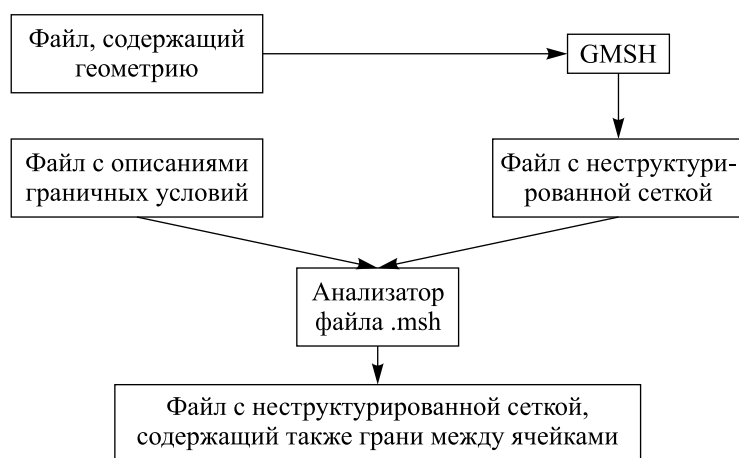 Файл, содержащий
геометрию
GMSH
Файл с описаниями
граничных условий
Файл с неструктури-
рованной сеткой
Анализатор
файла .msh
Файл с неструктурированной сеткой,
содержащий также грани между ячейками